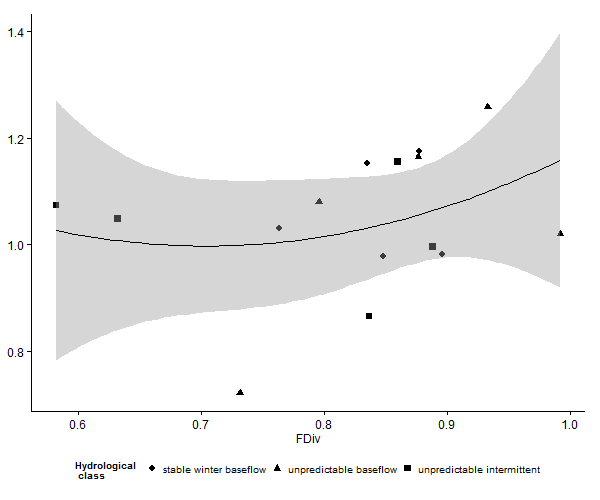 1.4
1.2
1.0
0.8
0.6 0.7 0.8 0.9 1.0
FDiv
Hydrological
class
stable winter baseflow unpredictable baseflow unpredictable intermittent